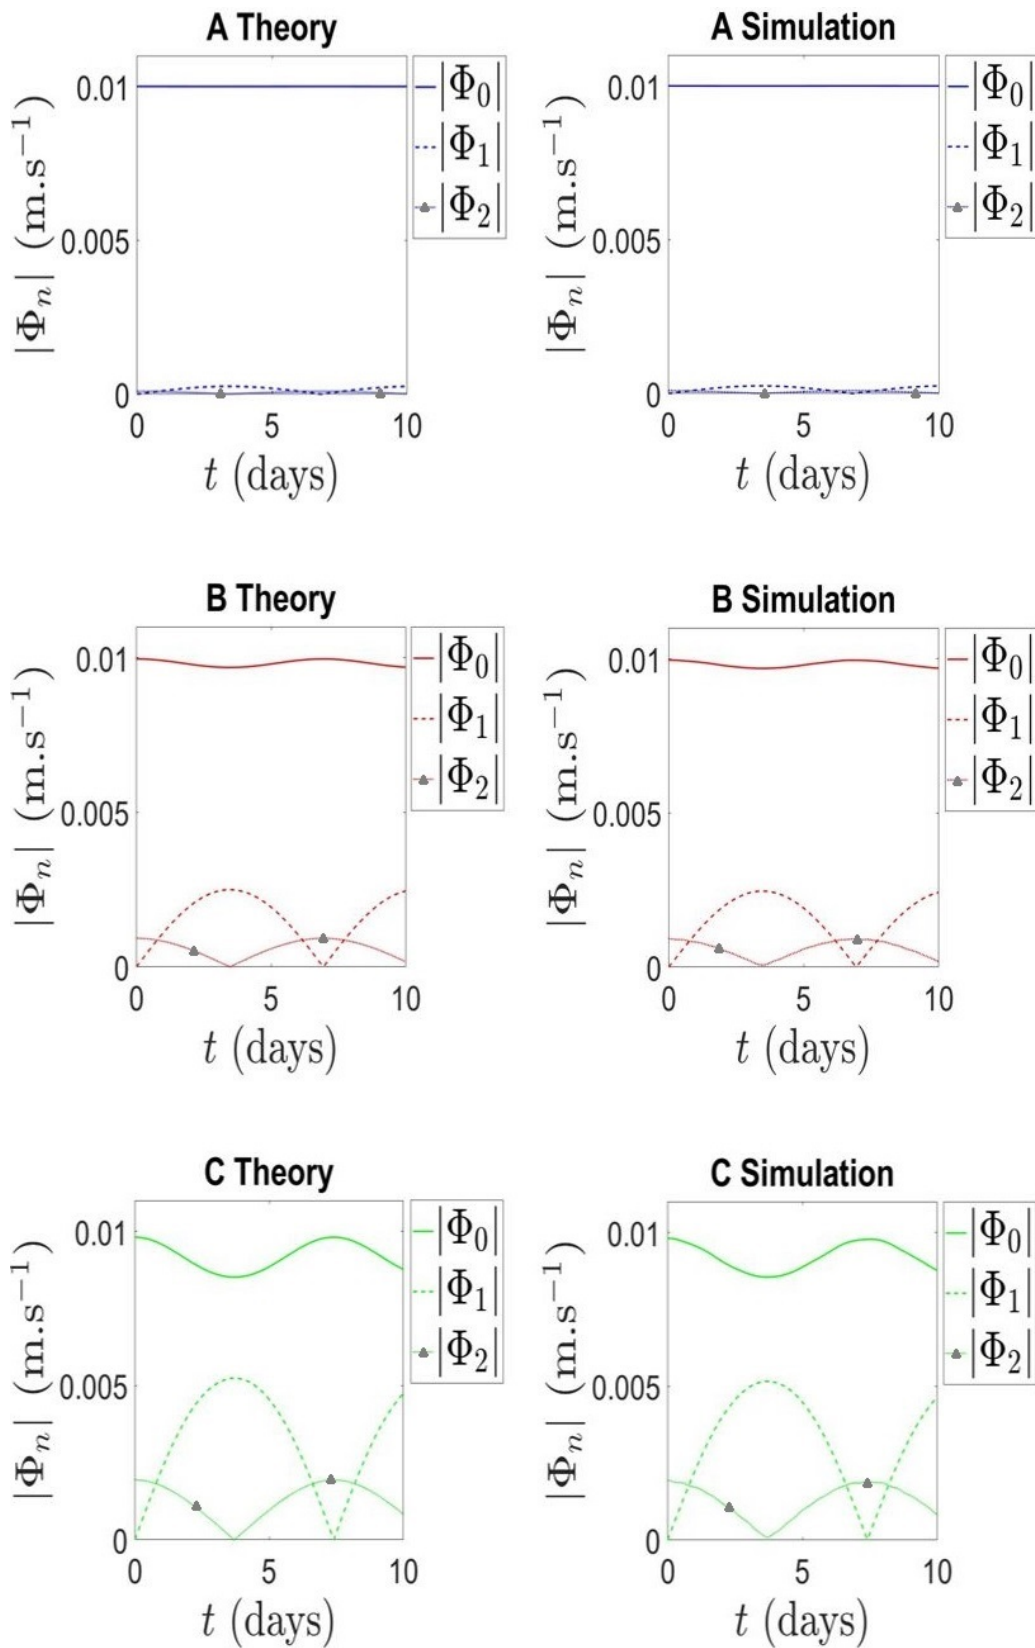 A Theory
|Φ₀|
|Φ₁|
|Φ₂|
0.01
0.005
0
0 5 10
|Φₙ| (m.s⁻¹)
t (days)
A Simulation
|Φ₀|
|Φ₁|
|Φ₂|
0.01
0.005
0
0 5 10
|Φₙ| (m.s⁻¹)
t (days)
B Theory
|Φ₀|
|Φ₁|
|Φ₂|
0.01
0.005
0
0 5 10
|Φₙ| (m.s⁻¹)
t (days)
B Simulation
|Φ₀|
|Φ₁|
|Φ₂|
0.01
0.005
0
0 5 10
|Φₙ| (m.s⁻¹)
t (days)
C Theory
|Φ₀|
|Φ₁|
|Φ₂|
0.01
0.005
0
0 5 10
|Φₙ| (m.s⁻¹)
t (days)
C Simulation
|Φ₀|
|Φ₁|
|Φ₂|
0.01
0.005
0
0 5 10
|Φₙ| (m.s⁻¹)
t (days)